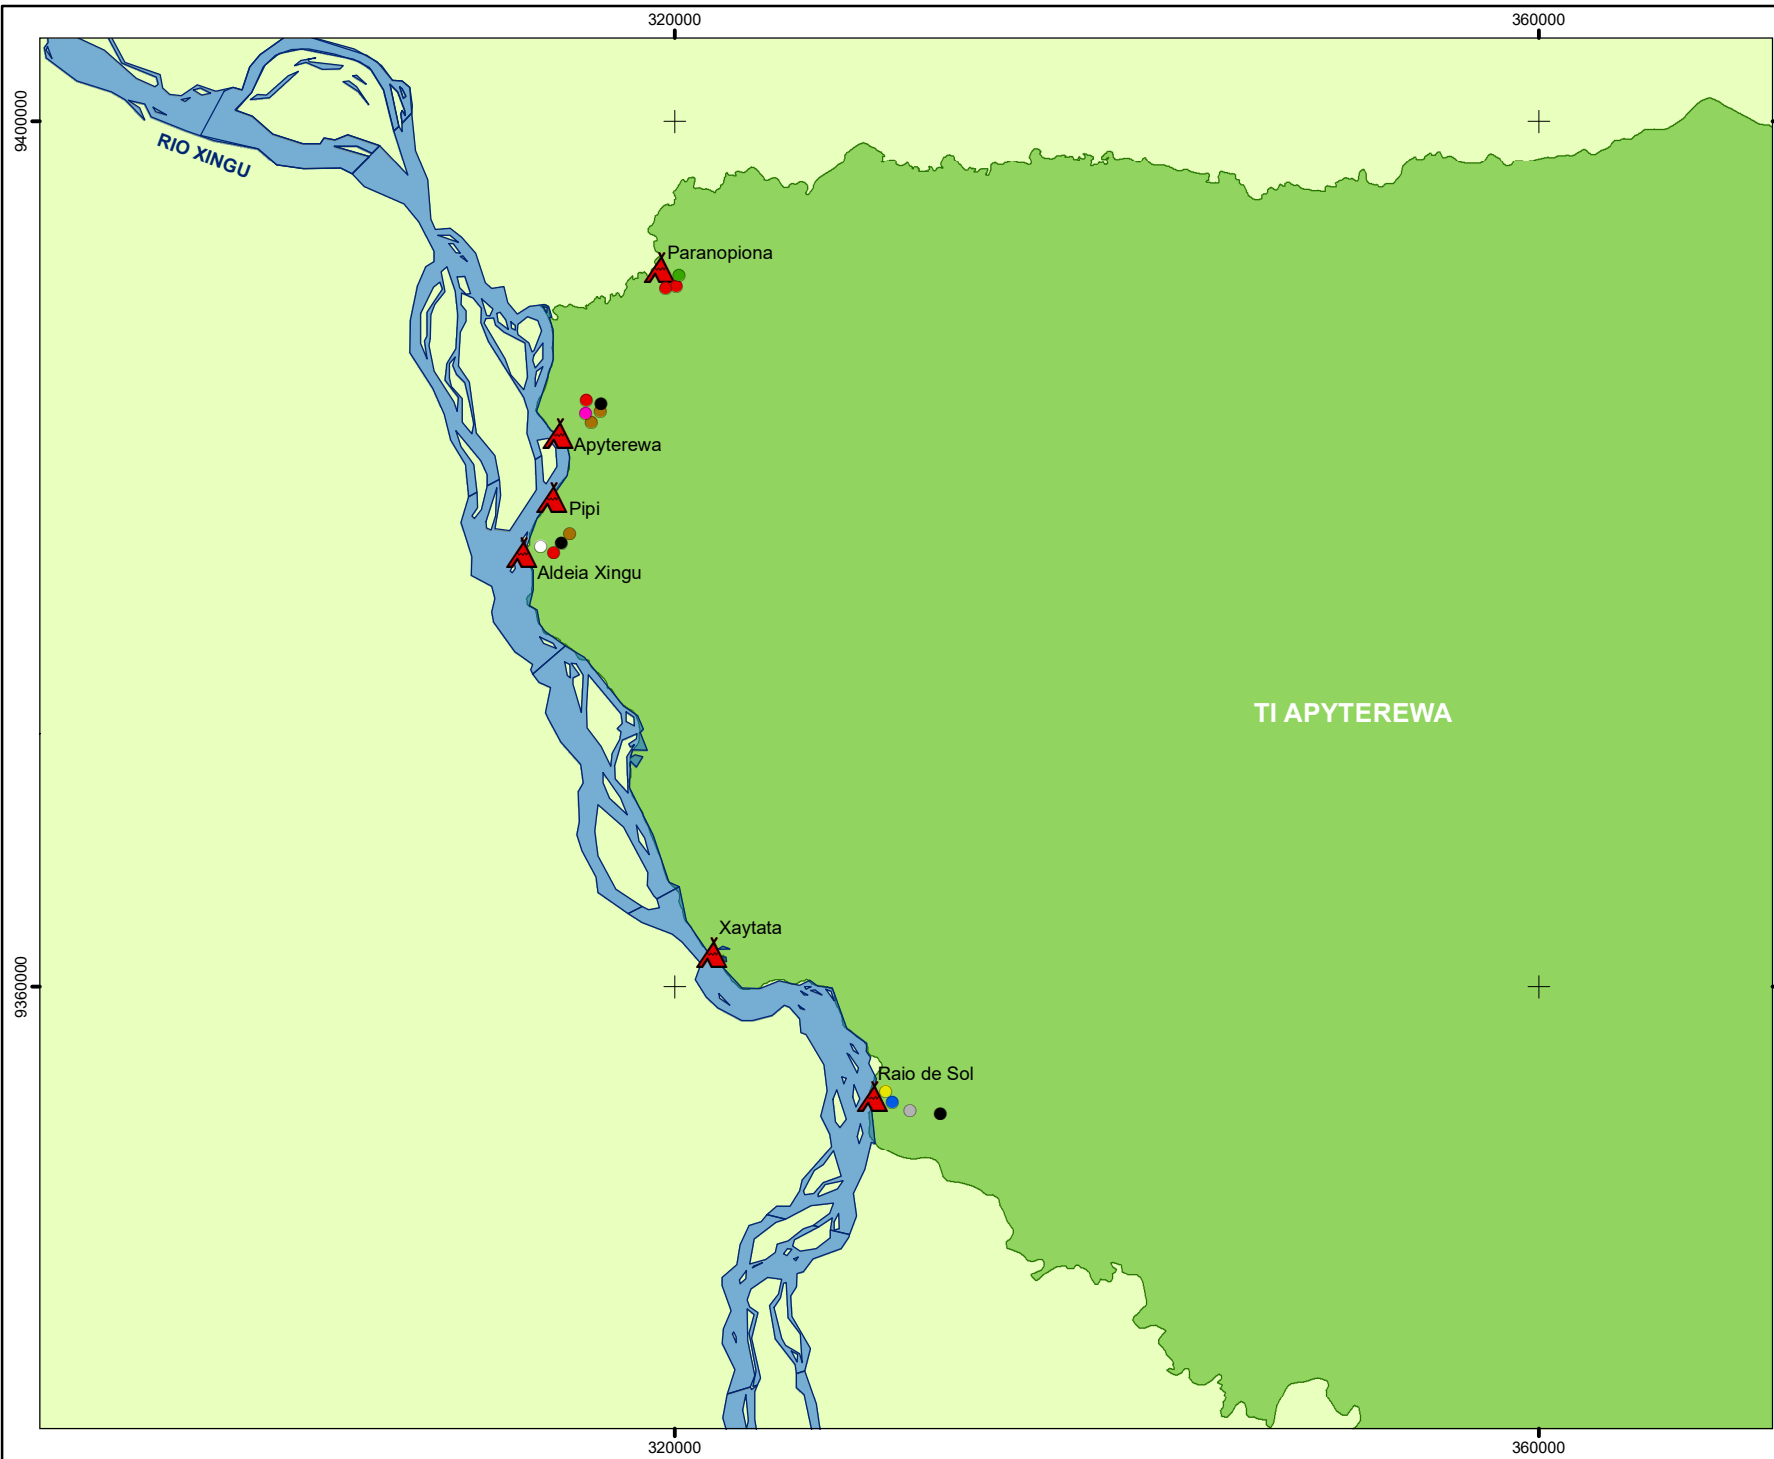 320000
360000
9400000
RIO XINGU
Paranopiona
Apyterewa
Pipi
Aldeia Xingu
TI APYTEREWA
Xaytata
9360000
Raio de Sol
320000
360000